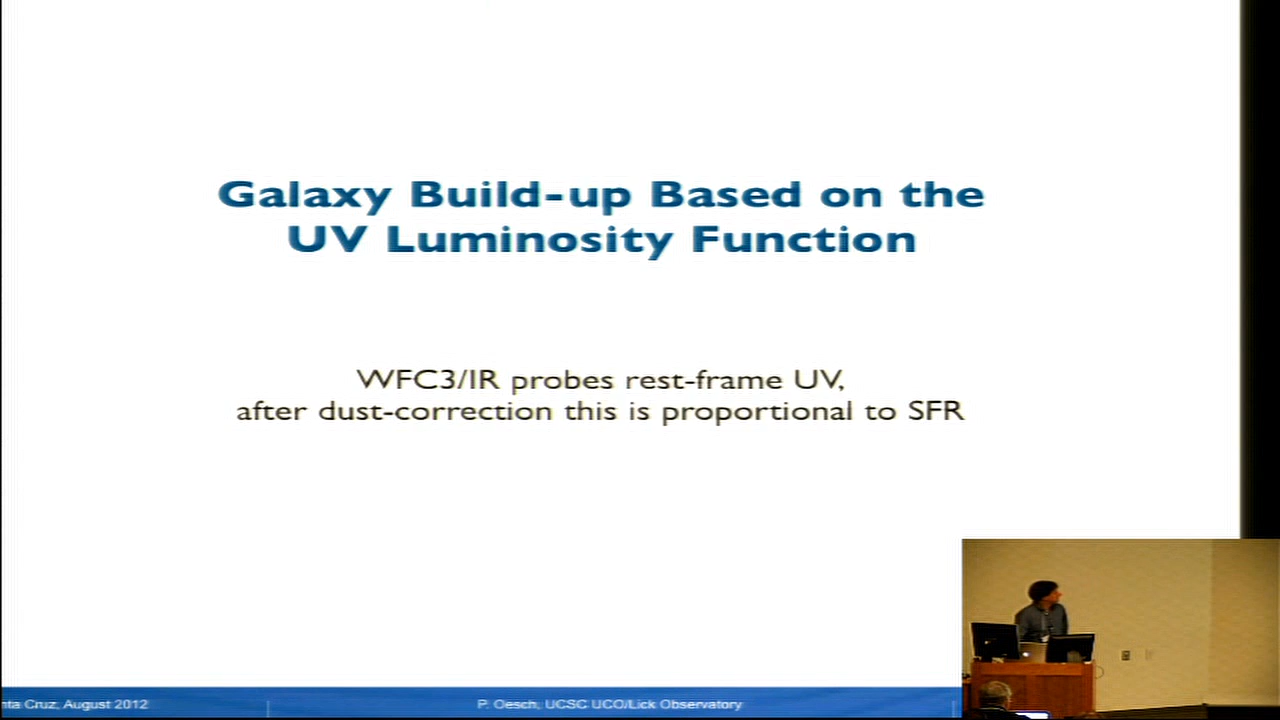 Galaxy Build-up Based on the
UV Luminosity Function
WFC3/IR probes rest-frame UV,
after dust-correction this is proportional to SFR
Cruz, August 2012
P. Oesch, UCSC UCO/Lick Observatory